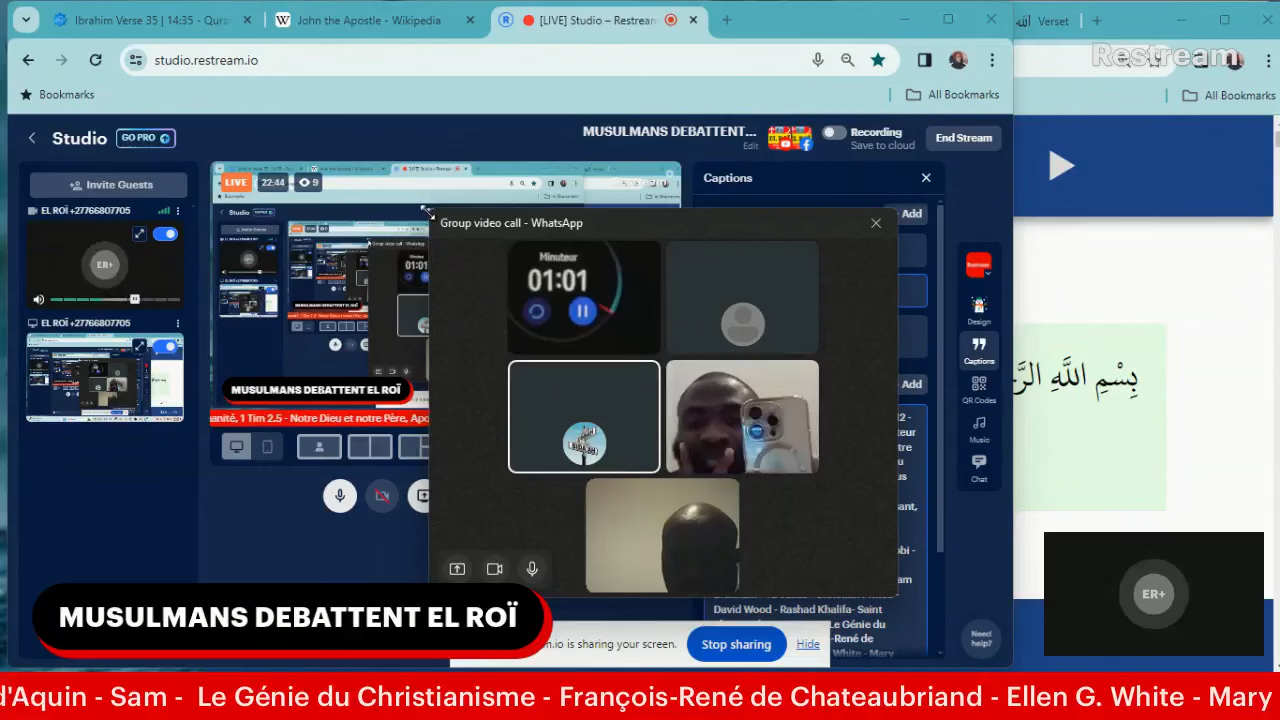 Ibrahim Verse 35 | 14:35 - Qura
John the Apostle - Wikipedia
[LIVE] Studio – Restream
Verset
studio.restream.io
Restream
Bookmarks
All Bookmarks
All Bookmarks
Studio
GO PRO
MUSULMANS DEBATTENT...
Edit
Recording
Save to cloud
End Stream
Invite Guests
LIVE
22:44
9
Captions
EL ROÏ +27766807705
ER+
Group video call - WhatsApp
Add
Minuteur
01:01
EL ROÏ +27766807705
Design
Captions
QR Codes
Music
Chat
بِسْمِ اللَّهِ
MUSULMANS DEBATTENT EL ROÏ
anité, 1 Tim 2.5 - Notre Dieu et notre Père, Apo
Add
David Wood - Rashad Khalifa- Saint
Le Génie du
-René de
White - Mary
ER+
MUSULMANS DEBATTENT EL ROÏ
m.io is sharing your screen.
Stop sharing
Hide
Need
help?
d'Aquin - Sam - Le Génie du Christianisme - François-René de Chateaubriand - Ellen G. White - Mary